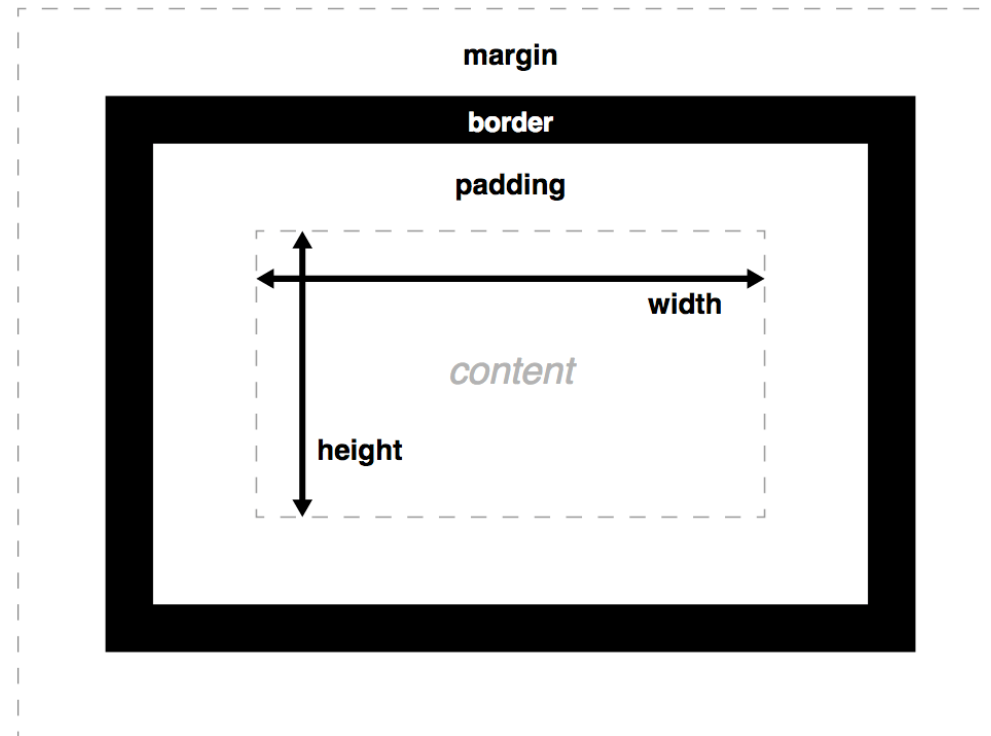 margin
border
padding
width
content
height